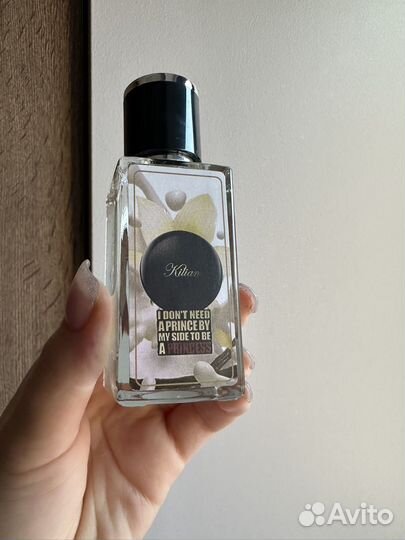 Kilian
I DON'T NEED
A PRINCE BY
MY SIDE TO BE
A PRINCESS
Avito